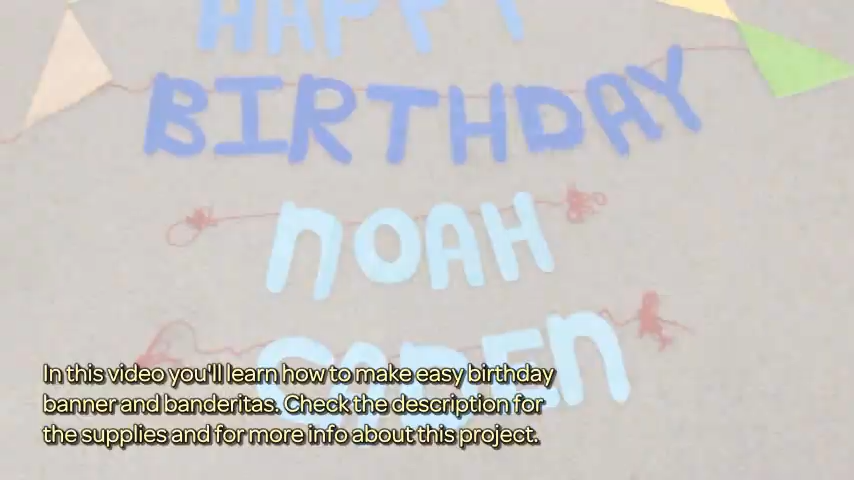 HAPPY
BIRTHDAY
NOAH
SADEN
In this video you'll learn how to make easy birthday
banner and banderitas. Check the description for
the supplies and for more info about this project.